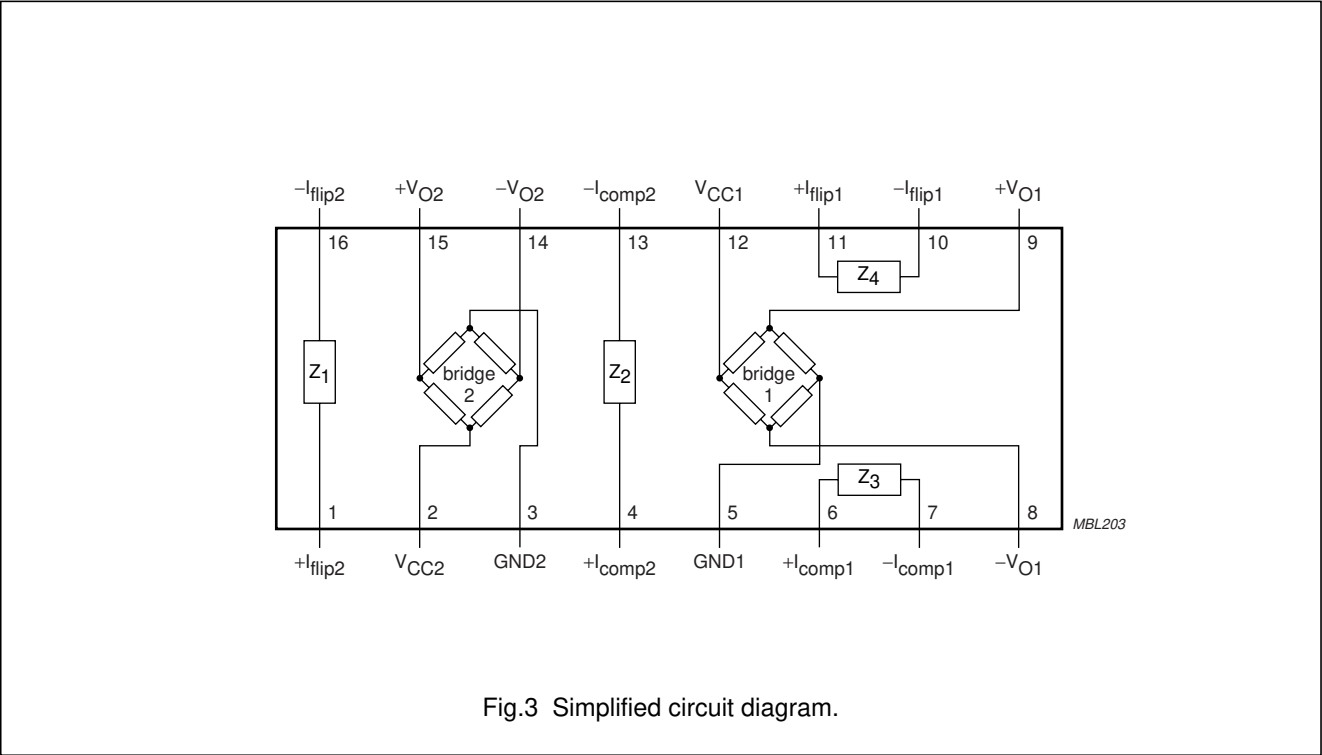 −Iflip2 +VO2 −VO2 −Icomp2 VCC1 +Iflip1 −Iflip1 +VO1
16 15 14 13 12 11 10 9
Z4
Z1 bridge 2 Z2 bridge 1
Z3
1 2 3 4 5 6 7 8
MBL203
+Iflip2 VCC2 GND2 +Icomp2 GND1 +Icomp1 −Icomp1 −VO1
Fig.3 Simplified circuit diagram.